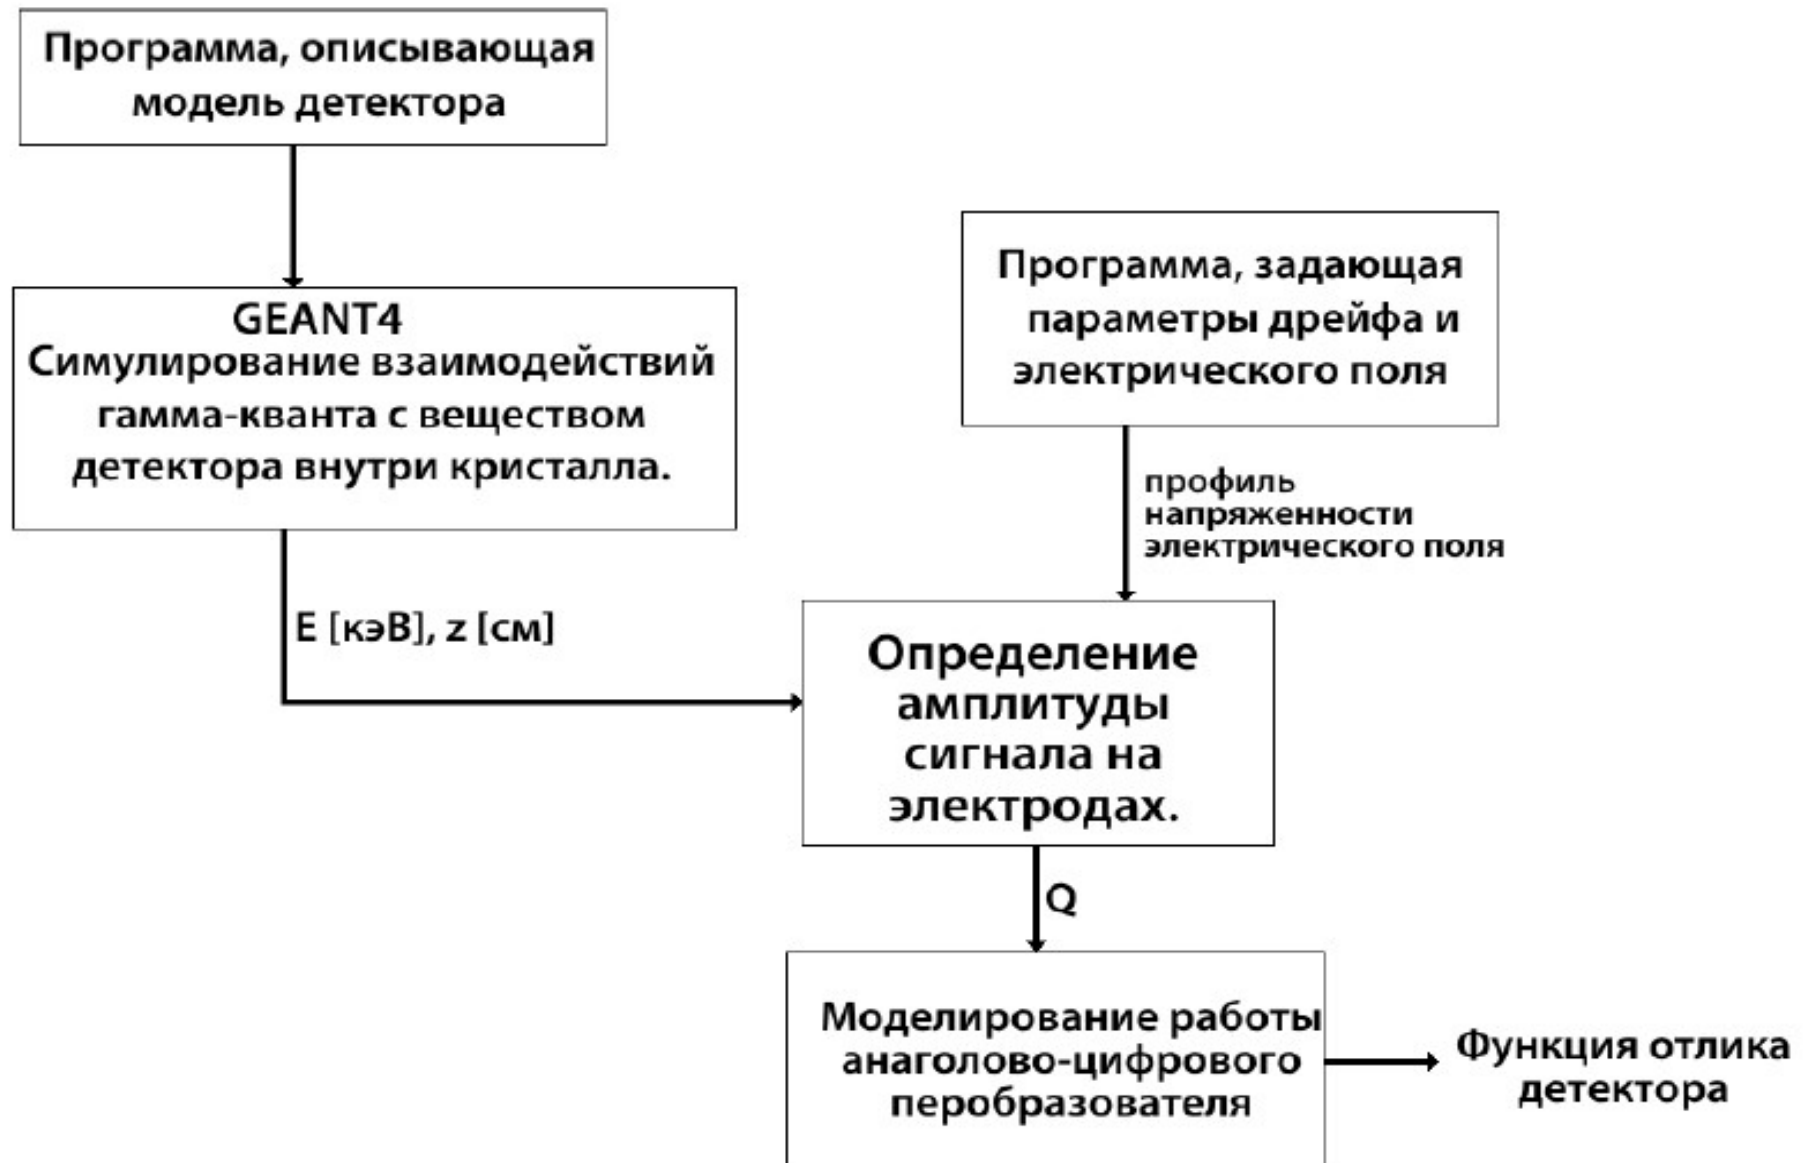 Программа, описывающая
модель детектора
GEANT4
Симулирование взаимодействий
гамма-кванта с веществом
детектора внутри кристалла.
Программа, задающая
параметры дрейфа и
электрического поля
профиль
напряженности
электрического поля
E [кэВ], z [см]
Определение
амплитуды
сигнала на
электродах.
Q
Моделирование работы
анаголово-цифрового
перобразователя
Функция отлика
детектора